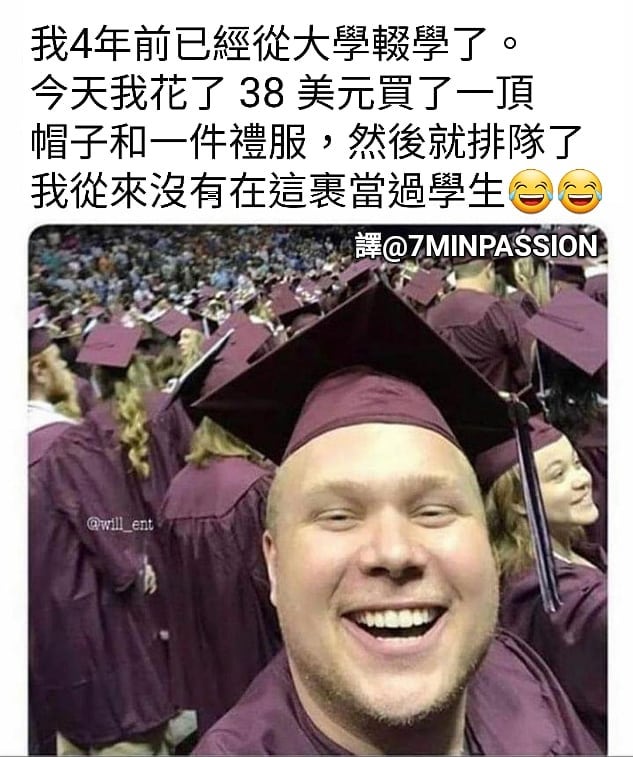 我4年前已經從大學輟學了。
今天我花了 38 美元買了一頂
帽子和一件禮服，然後就排隊了
我從來沒有在這裹當過學生😂😂
譯@7MINPASSION
@will_ent